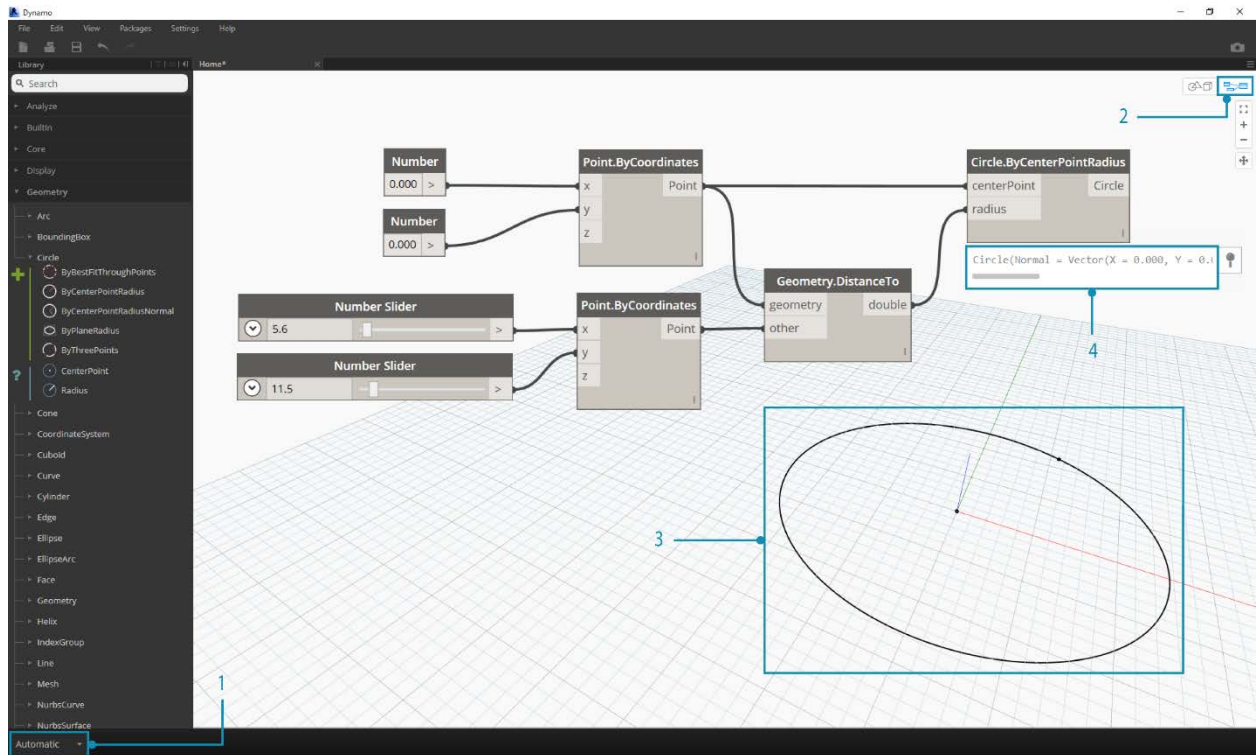 Dynamo
File Edit View Packages Settings Help
Library
Home*
Search
Analyze
BuiltIn
Core
Display
Geometry
Arc
BoundingBox
Circle
ByBestFitThroughPoints
ByCenterPointRadius
ByCenterPointRadiusNormal
ByPlaneRadius
ByThreePoints
?
CenterPoint
Radius
Cone
CoordinateSystem
Cuboid
Curve
Cylinder
Edge
Ellipse
EllipseArc
Face
Geometry
Helix
IndexGroup
Line
Mesh
NurbsCurve
NurbsSurface
Automatic
1
2
Number
0.000 >
Number
0.000 >
Point.ByCoordinates
x Point
y
z
Circle.ByCenterPointRadius
centerPoint Circle
radius
Circle(Normal = Vector(X = 0.000, Y = 0.0
4
Geometry.DistanceTo
geometry double
other
Number Slider
5.6 >
Number Slider
11.5 >
Point.ByCoordinates
x Point
y
z
3